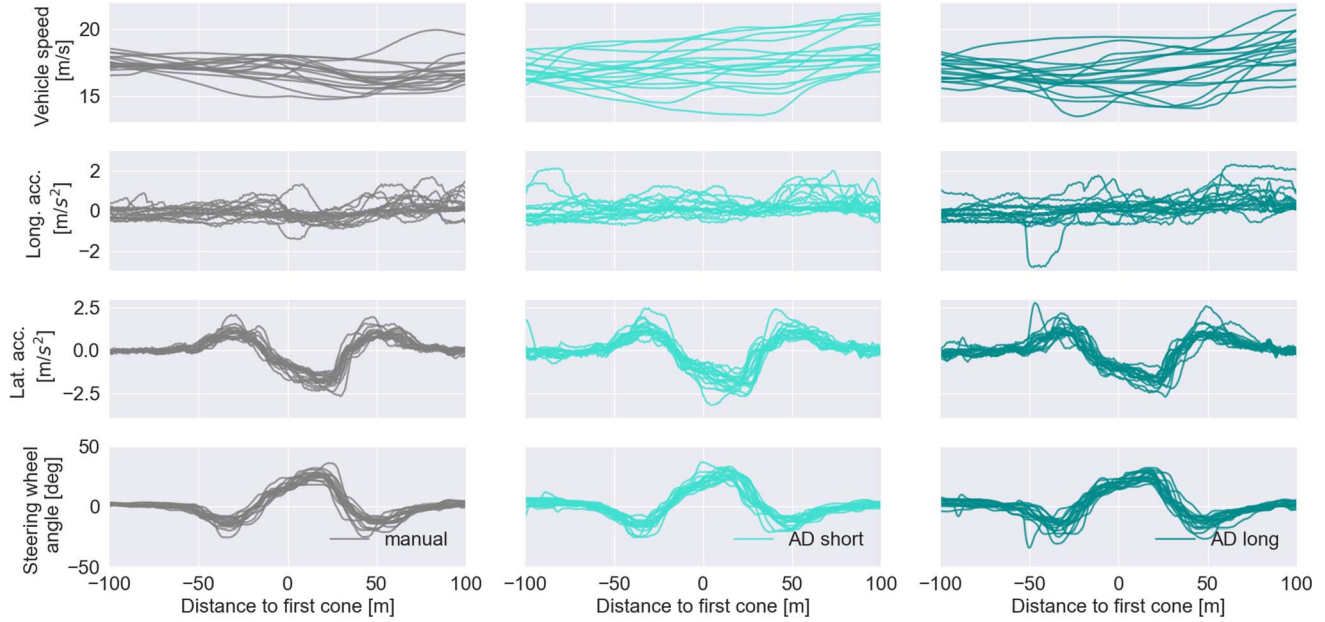 Vehicle speed
[m/s]
20
15
Long. acc.
[m/s²]
2
0
−2
Lat. acc.
[m/s²]
2.5
0.0
−2.5
Steering wheel
angle [deg]
50
0
−50
manual
AD short
AD long
−100 −50 0 50 100
−100 −50 0 50 100
−100 −50 0 50 100
Distance to first cone [m]
Distance to first cone [m]
Distance to first cone [m]